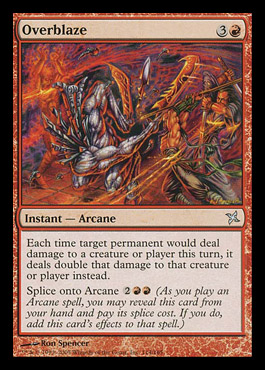 Overblaze 3
Instant — Arcane
Each time target permanent would deal
damage to a creature or player this turn, it
deals double that damage to that creature
or player instead.
Splice onto Arcane 2 (As you play an
Arcane spell, you may reveal this card from
your hand and pay its splice cost. If you do,
add this card's effects to that spell.)
Ron Spencer